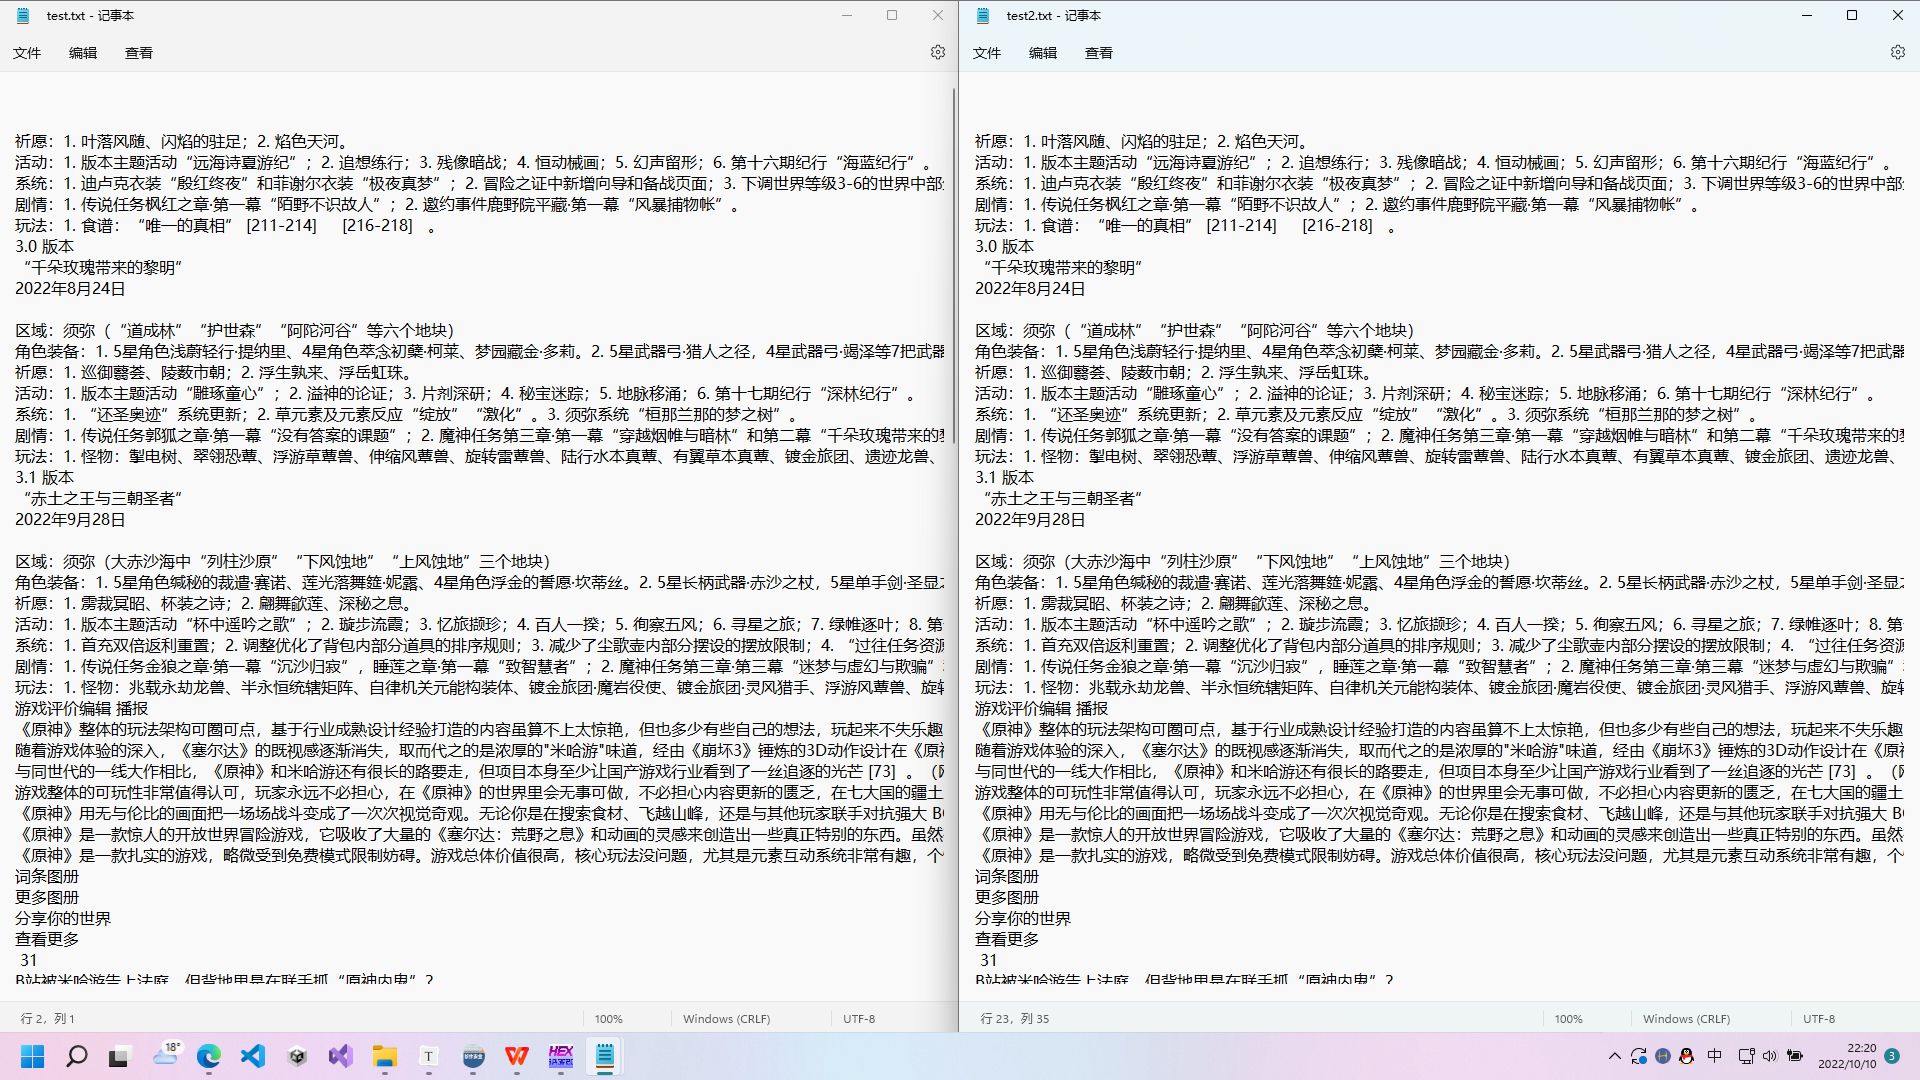 test.txt - 记事本
文件 编辑 查看
祈愿：1. 叶落风随、闪焰的驻足；2. 焰色天河。
活动：1. 版本主题活动“远海诗夏游纪”；2. 追想练行；3. 残像暗战；4. 恒动械画；5. 幻声留形；6. 第十六期纪行“海蓝纪行”。
系统：1. 迪卢克衣装“殷红终夜”和菲谢尔衣装“极夜真梦”；2. 冒险之证中新增向导和备战页面；3. 下调世界等级3-6的世界中部
剧情：1. 传说任务枫红之章·第一幕“陌野不识故人”；2. 邀约事件鹿野院平藏·第一幕“风暴捕物帐”。
玩法：1. 食谱：“唯一的真相” [211-214] [216-218] 。
3.0 版本
“千朵玫瑰带来的黎明”
2022年8月24日
区域：须弥（“道成林”“护世森”“阿陀河谷”等六个地块）
角色装备：1. 5星角色浅蔚轻行·提纳里、4星角色萃念初蘖·柯莱、梦园藏金·多莉。2. 5星武器弓·猎人之径，4星武器弓·竭泽等7把武器
祈愿：1. 巡御蘙荟、陵薮市朝；2. 浮生孰来、浮岳虹珠。
活动：1. 版本主题活动“雕琢童心”；2. 溢神的论证；3. 片剂深研；4. 秘宝迷踪；5. 地脉移涌；6. 第十七期纪行“深林纪行”。
系统：1. “还圣奥迹”系统更新；2. 草元素及元素反应“绽放”“激化”。3. 须弥系统“桓那兰那的梦之树”。
剧情：1. 传说任务郭狐之章·第一幕“没有答案的课题”；2. 魔神任务第三章·第一幕“穿越烟帷与暗林”和第二幕“千朵玫瑰带来的
玩法：1. 怪物：掣电树、翠翎恐蕈、浮游草蕈兽、伸缩风蕈兽、旋转雷蕈兽、陆行水本真蕈、有翼草本真蕈、镀金旅团、遗迹龙兽、
3.1 版本
“赤土之王与三朝圣者”
2022年9月28日
区域：须弥（大赤沙海中“列柱沙原”“下风蚀地”“上风蚀地”三个地块）
角色装备：1. 5星角色缄秘的裁遣·赛诺、莲光落舞筵·妮露、4星角色浮金的誓愿·坎蒂丝。2. 5星长柄武器·赤沙之杖，5星单手剑·圣显
祈愿：1. 雳裁冥昭、杯装之诗；2. 翩舞歈莲、深秘之息。
活动：1. 版本主题活动“杯中遥吟之歌”；2. 璇步流霞；3. 忆旅撷珍；4. 百人一揆；5. 徇察五风；6. 寻星之旅；7. 绿帷逐叶；8. 第
系统：1. 首充双倍返利重置；2. 调整优化了背包内部分道具的排序规则；3. 减少了尘歌壶内部分摆设的摆放限制；4. “过往任务资源
剧情：1. 传说任务金狼之章·第一幕“沉沙归寂”，睡莲之章·第一幕“致智慧者”；2. 魔神任务第三章·第三幕“迷梦与虚幻与欺骗”
玩法：1. 怪物：兆载永劫龙兽、半永恒统辖矩阵、自律机关元能构装体、镀金旅团·魔岩役使、镀金旅团·灵风猎手、浮游风蕈兽、旋转
游戏评价编辑 播报
《原神》整体的玩法架构可圈可点，基于行业成熟设计经验打造的内容虽算不上太惊艳，但也多少有些自己的想法，玩起来不失乐趣
随着游戏体验的深入，《塞尔达》的既视感逐渐消失，取而代之的是浓厚的"米哈游"味道，经由《崩坏3》锤炼的3D动作设计在《原神
与同世代的一线大作相比，《原神》和米哈游还有很长的路要走，但项目本身至少让国产游戏行业看到了一丝追逐的光芒 [73] 。
游戏整体的可玩性非常值得认可，玩家永远不必担心，在《原神》的世界里会无事可做，不必担心内容更新的匮乏，在七大国的疆土
《原神》用无与伦比的画面把一场场战斗变成了一次次视觉奇观。无论你是在搜索食材、飞越山峰，还是与其他玩家联手对抗强大
《原神》是一款惊人的开放世界冒险游戏，它吸收了大量的《塞尔达：荒野之息》和动画的灵感来创造出一些真正特别的东西。虽然
《原神》是一款扎实的游戏，略微受到免费模式限制妨碍。游戏总体价值很高，核心玩法没问题，尤其是元素互动系统非常有趣，个
词条图册
更多图册
分享你的世界
查看更多
31
B站被米哈游告上法庭，但背地里是在联手抓“原神内鬼”？
行 2，列 1 100% Windows (CRLF) UTF-8
test2.txt - 记事本
文件 编辑 查看
祈愿：1. 叶落风随、闪焰的驻足；2. 焰色天河。
活动：1. 版本主题活动“远海诗夏游纪”；2. 追想练行；3. 残像暗战；4. 恒动械画；5. 幻声留形；6. 第十六期纪行“海蓝纪行”。
系统：1. 迪卢克衣装“殷红终夜”和菲谢尔衣装“极夜真梦”；2. 冒险之证中新增向导和备战页面；3. 下调世界等级3-6的世界中部
剧情：1. 传说任务枫红之章·第一幕“陌野不识故人”；2. 邀约事件鹿野院平藏·第一幕“风暴捕物帐”。
玩法：1. 食谱：“唯一的真相” [211-214] [216-218] 。
3.0 版本
“千朵玫瑰带来的黎明”
2022年8月24日
区域：须弥（“道成林”“护世森”“阿陀河谷”等六个地块）
角色装备：1. 5星角色浅蔚轻行·提纳里、4星角色萃念初蘖·柯莱、梦园藏金·多莉。2. 5星武器弓·猎人之径，4星武器弓·竭泽等7把武器
祈愿：1. 巡御蘙荟、陵薮市朝；2. 浮生孰来、浮岳虹珠。
活动：1. 版本主题活动“雕琢童心”；2. 溢神的论证；3. 片剂深研；4. 秘宝迷踪；5. 地脉移涌；6. 第十七期纪行“深林纪行”。
系统：1. “还圣奥迹”系统更新；2. 草元素及元素反应“绽放”“激化”。3. 须弥系统“桓那兰那的梦之树”。
剧情：1. 传说任务郭狐之章·第一幕“没有答案的课题”；2. 魔神任务第三章·第一幕“穿越烟帷与暗林”和第二幕“千朵玫瑰带来的
玩法：1. 怪物：掣电树、翠翎恐蕈、浮游草蕈兽、伸缩风蕈兽、旋转雷蕈兽、陆行水本真蕈、有翼草本真蕈、镀金旅团、遗迹龙兽、
3.1 版本
“赤土之王与三朝圣者”
2022年9月28日
区域：须弥（大赤沙海中“列柱沙原”“下风蚀地”“上风蚀地”三个地块）
角色装备：1. 5星角色缄秘的裁遣·赛诺、莲光落舞筵·妮露、4星角色浮金的誓愿·坎蒂丝。2. 5星长柄武器·赤沙之杖，5星单手剑·圣显
祈愿：1. 雳裁冥昭、杯装之诗；2. 翩舞歈莲、深秘之息。
活动：1. 版本主题活动“杯中遥吟之歌”；2. 璇步流霞；3. 忆旅撷珍；4. 百人一揆；5. 徇察五风；6. 寻星之旅；7. 绿帷逐叶；8. 第
系统：1. 首充双倍返利重置；2. 调整优化了背包内部分道具的排序规则；3. 减少了尘歌壶内部分摆设的摆放限制；4. “过往任务资源
剧情：1. 传说任务金狼之章·第一幕“沉沙归寂”，睡莲之章·第一幕“致智慧者”；2. 魔神任务第三章·第三幕“迷梦与虚幻与欺骗”
玩法：1. 怪物：兆载永劫龙兽、半永恒统辖矩阵、自律机关元能构装体、镀金旅团·魔岩役使、镀金旅团·灵风猎手、浮游风蕈兽、旋转
游戏评价编辑 播报
《原神》整体的玩法架构可圈可点，基于行业成熟设计经验打造的内容虽算不上太惊艳，但也多少有些自己的想法，玩起来不失乐趣
随着游戏体验的深入，《塞尔达》的既视感逐渐消失，取而代之的是浓厚的"米哈游"味道，经由《崩坏3》锤炼的3D动作设计在《原神
与同世代的一线大作相比，《原神》和米哈游还有很长的路要走，但项目本身至少让国产游戏行业看到了一丝追逐的光芒 [73] 。
游戏整体的可玩性非常值得认可，玩家永远不必担心，在《原神》的世界里会无事可做，不必担心内容更新的匮乏，在七大国的疆土
《原神》用无与伦比的画面把一场场战斗变成了一次次视觉奇观。无论你是在搜索食材、飞越山峰，还是与其他玩家联手对抗强大
《原神》是一款惊人的开放世界冒险游戏，它吸收了大量的《塞尔达：荒野之息》和动画的灵感来创造出一些真正特别的东西。虽然
《原神》是一款扎实的游戏，略微受到免费模式限制妨碍。游戏总体价值很高，核心玩法没问题，尤其是元素互动系统非常有趣，个
词条图册
更多图册
分享你的世界
查看更多
31
B站被米哈游告上法庭，但背地里是在联手抓“原神内鬼”？
行 23，列 35 100% Windows (CRLF) UTF-8
18°
T
HEX
中
22:20
2022/10/10
3